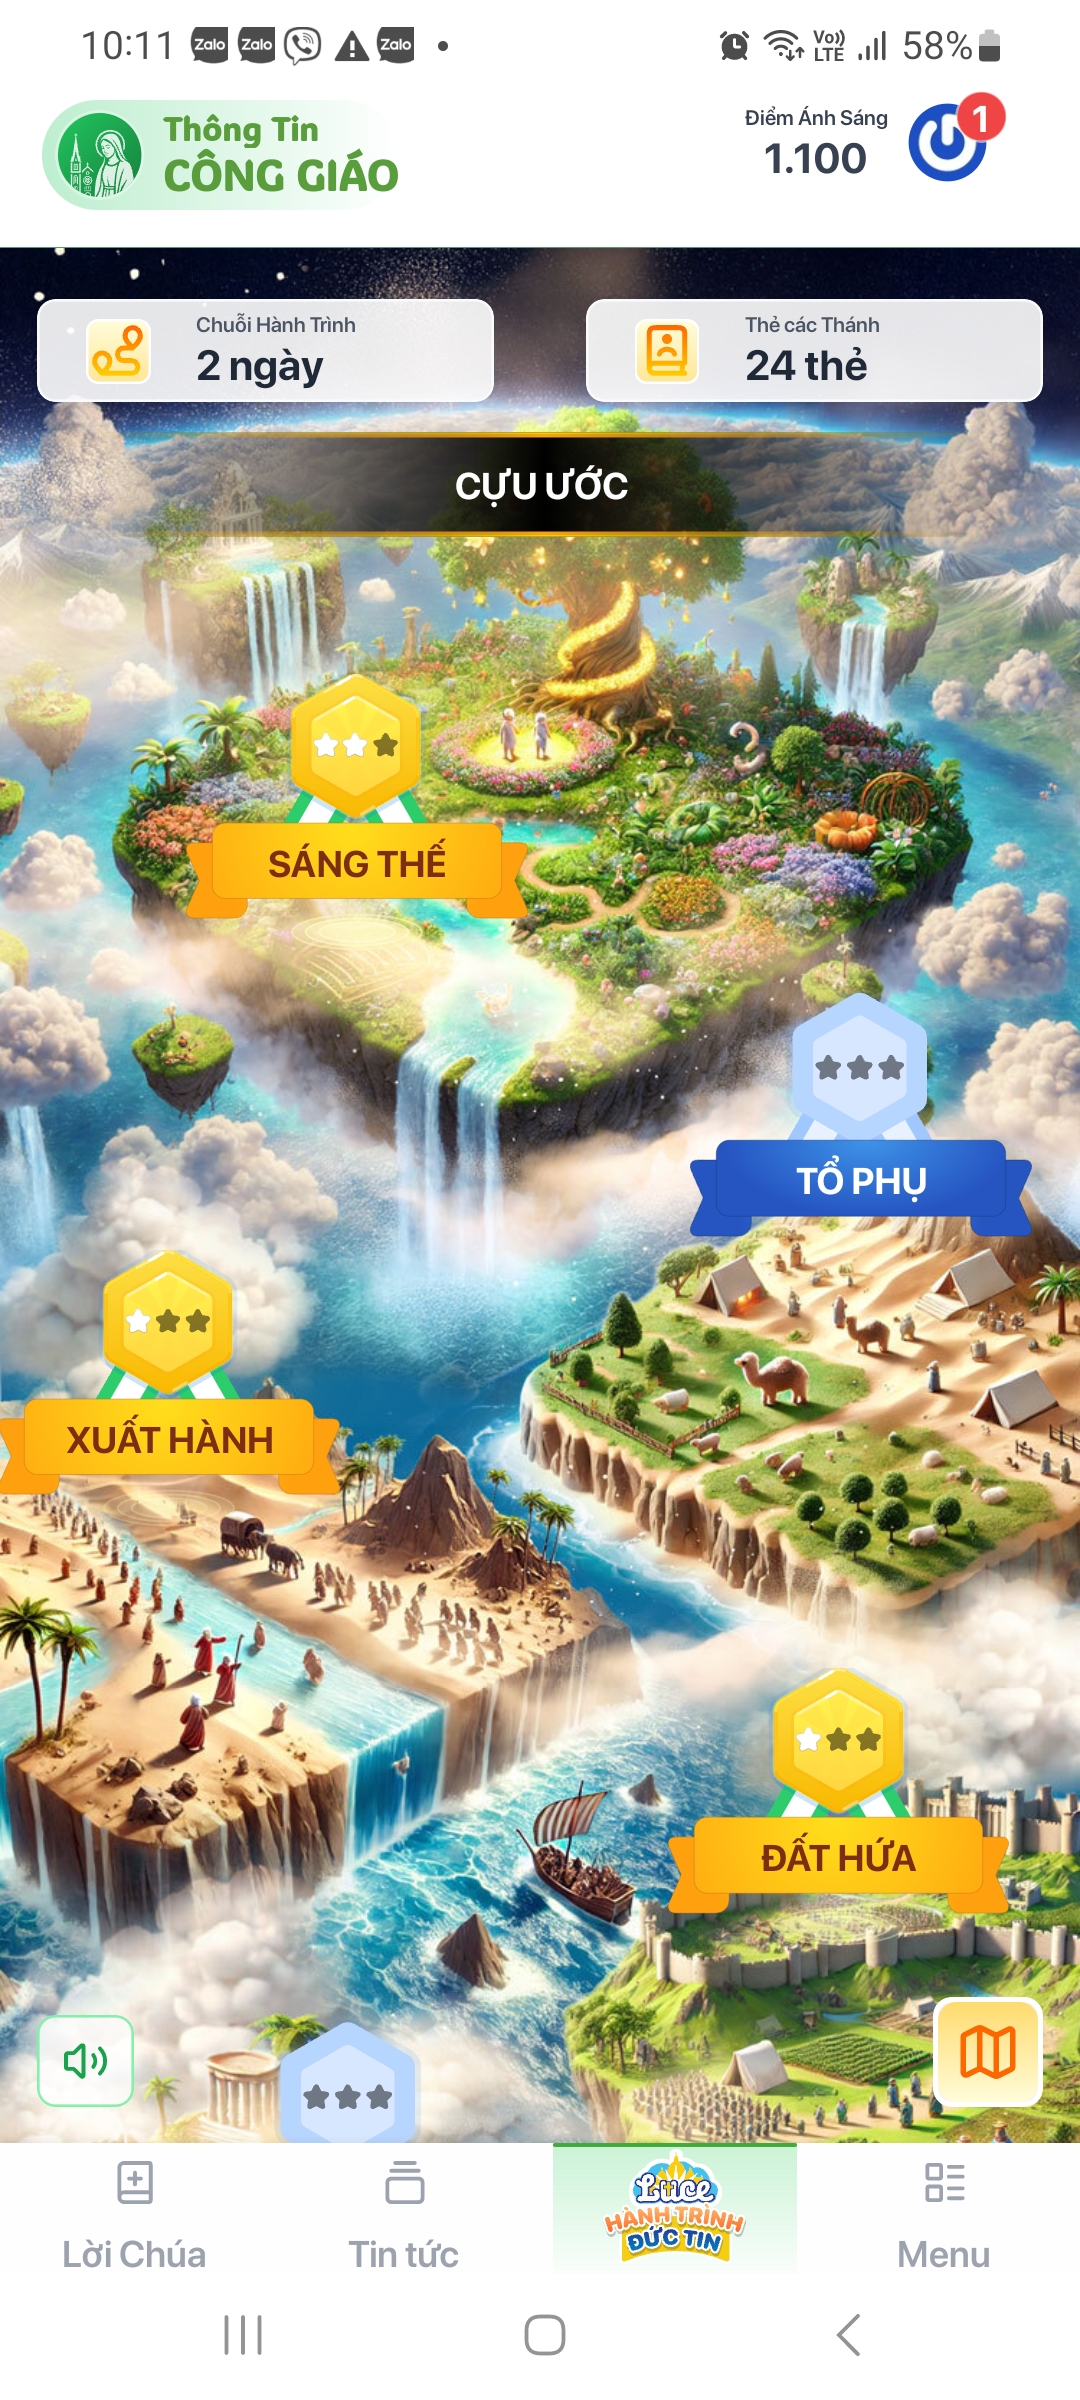 10:11
Zalo
Zalo
Zalo
Vo))
LTE
58%
Thông Tin
CÔNG GIÁO
Điểm Ánh Sáng
1.100
1
Chuỗi Hành Trình
2 ngày
Thẻ các Thánh
24 thẻ
CỰU ƯỚC
SÁNG THẾ
TỔ PHỤ
XUẤT HÀNH
ĐẤT HỨA
Lời Chúa
Tin tức
Luce
HÀNH TRÌNH
ĐỨC TIN
Menu